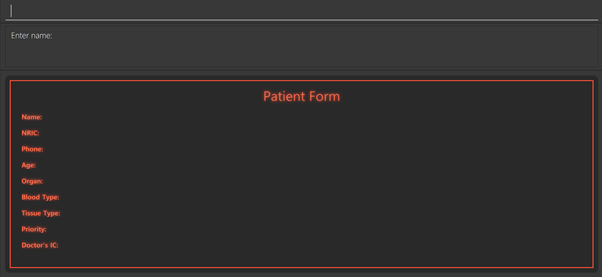 Enter name:
Patient Form
Name:
NRIC:
Phone:
Age:
Organ:
Blood Type:
Tissue Type:
Priority:
Doctor's IC: